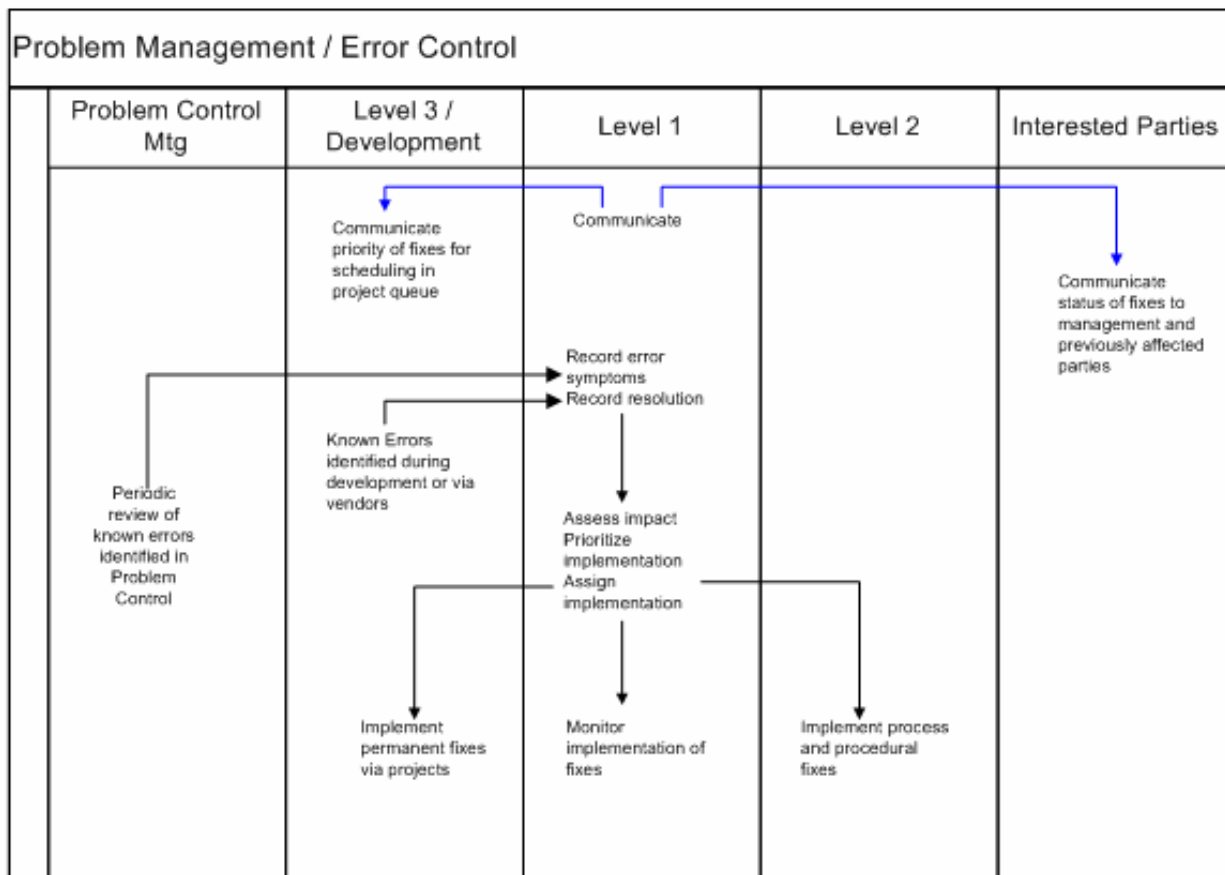 Problem Management / Error Control
Problem Control
Mtg
Level 3 /
Development
Level 1
Level 2
Interested Parties
Communicate
priority of fixes for
scheduling in
project queue
Communicate
Communicate
status of fixes to
management and
previously affected
parties
Record error
symptoms
Record resolution
Known Errors
identified during
development or via
vendors
Periodic
review of
known errors
identified in
Problem
Control
Assess impact
Prioritize
implementation
Assign
implementation
Implement
permanent fixes
via projects
Monitor
implementation of
fixes
Implement process
and procedural
fixes